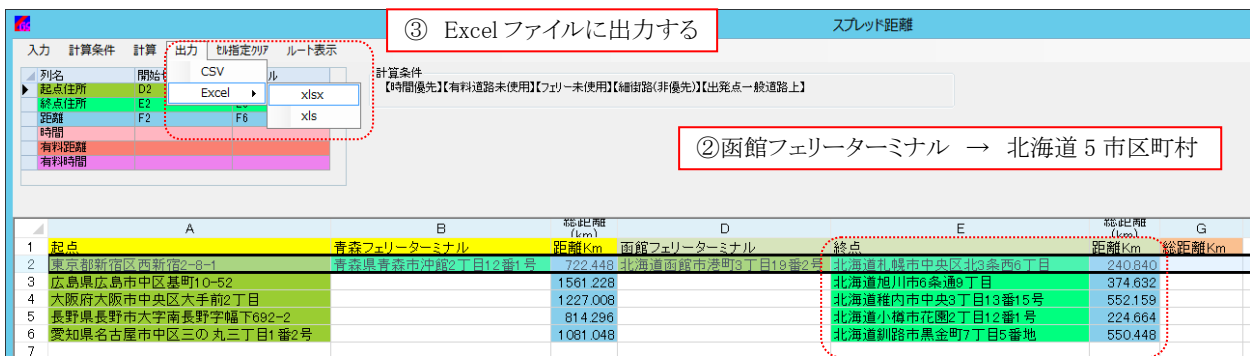 スプレッド距離
③ Excel ファイルに出力する
入力 計算条件 計算 出力 ｾﾙ指定ｸﾘｱ ルート表示
CSV
Excel
xlsx
xls
列名 開始 ル
起点住所 D2
終点住所 E2
距離 F2 F6
時間
有料距離
有料時間
計算条件
【時間優先】【有料道路未使用】【フェリー未使用】【細街路(非優先)】【出発点一般道路上】
②函館フェリーターミナル → 北海道 5 市区町村
A B 総距離(km) D E 総距離(km) G
1 起点 青森フェリーターミナル 距離Km 函館フェリーターミナル 終点 距離Km 総距離Km
2 東京都新宿区西新宿2-8-1 青森県青森市沖館2丁目12番1号 722.448 北海道函館市港町3丁目19番2号 北海道札幌市中央区北3条西6丁目 240.840
3 広島県広島市中区基町10-52 1561.228 北海道旭川市6条通9丁目 374.632
4 大阪府大阪市中央区大手前2丁目 1227.008 北海道稚内市中央3丁目13番15号 552.159
5 長野県長野市大字南長野字幅下692-2 814.296 北海道小樽市花園2丁目12番1号 224.664
6 愛知県名古屋市中区三の丸三丁目1番2号 1081.048 北海道釧路市黒金町7丁目5番地 550.448
7